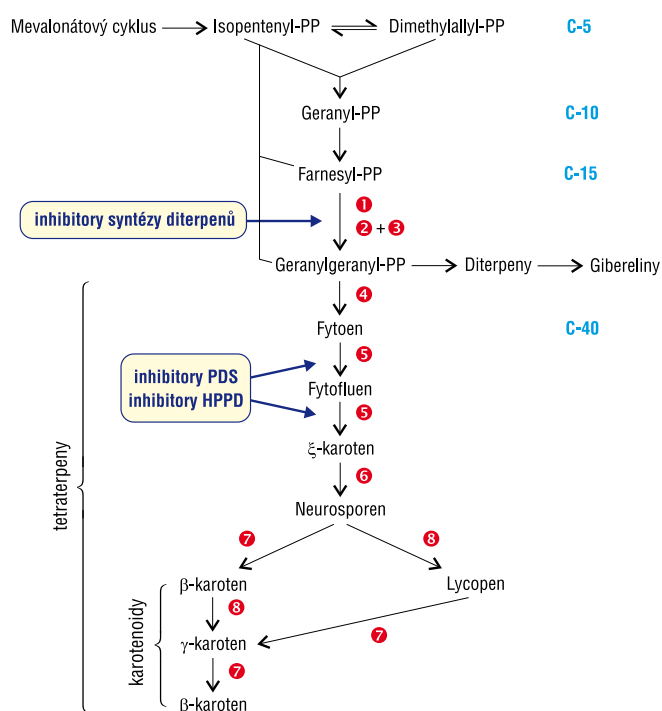 Mevalonátový cyklus Isopentenyl-PP Dimethylallyl-PP C-5
Geranyl-PP C-10
Farnesyl-PP C-15
1
inhibitory syntézy diterpenů 2 + 3
Geranylgeranyl-PP Diterpeny Gibereliny
4
Fytoen C-40
5
inhibitory PDS
inhibitory HPPD
Fytofluen
5
ξ-karoten
6
Neurosporen
tetraterpeny
7 8
β-karoten Lycopen
8
karotenoidy
γ-karoten 7
7
β-karoten